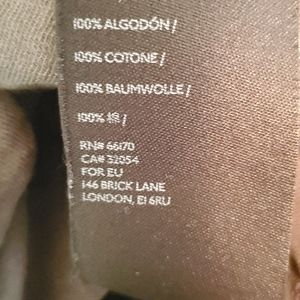 100% ALGODÓN /
100% COTONE /
100% BAUMWOLLE /
100% 綿 /
RN# 66170
CA# 32054
FOR EU
146 BRICK LANE
LONDON, E1 6RU